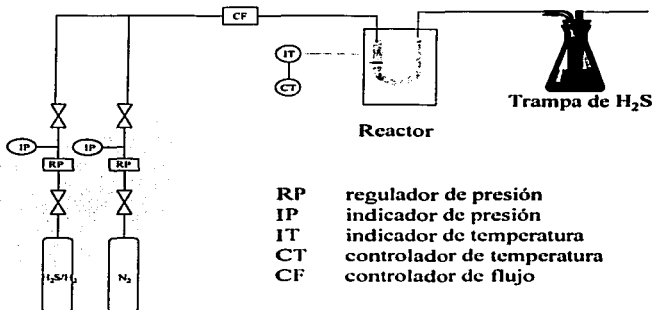 CF
IT
CT
Trampa de H₂S
Reactor
IP IP
RP RP
RP regulador de presión
IP indicador de presión
IT indicador de temperatura
CT controlador de temperatura
CF controlador de flujo
H₂S/H₂ N₂